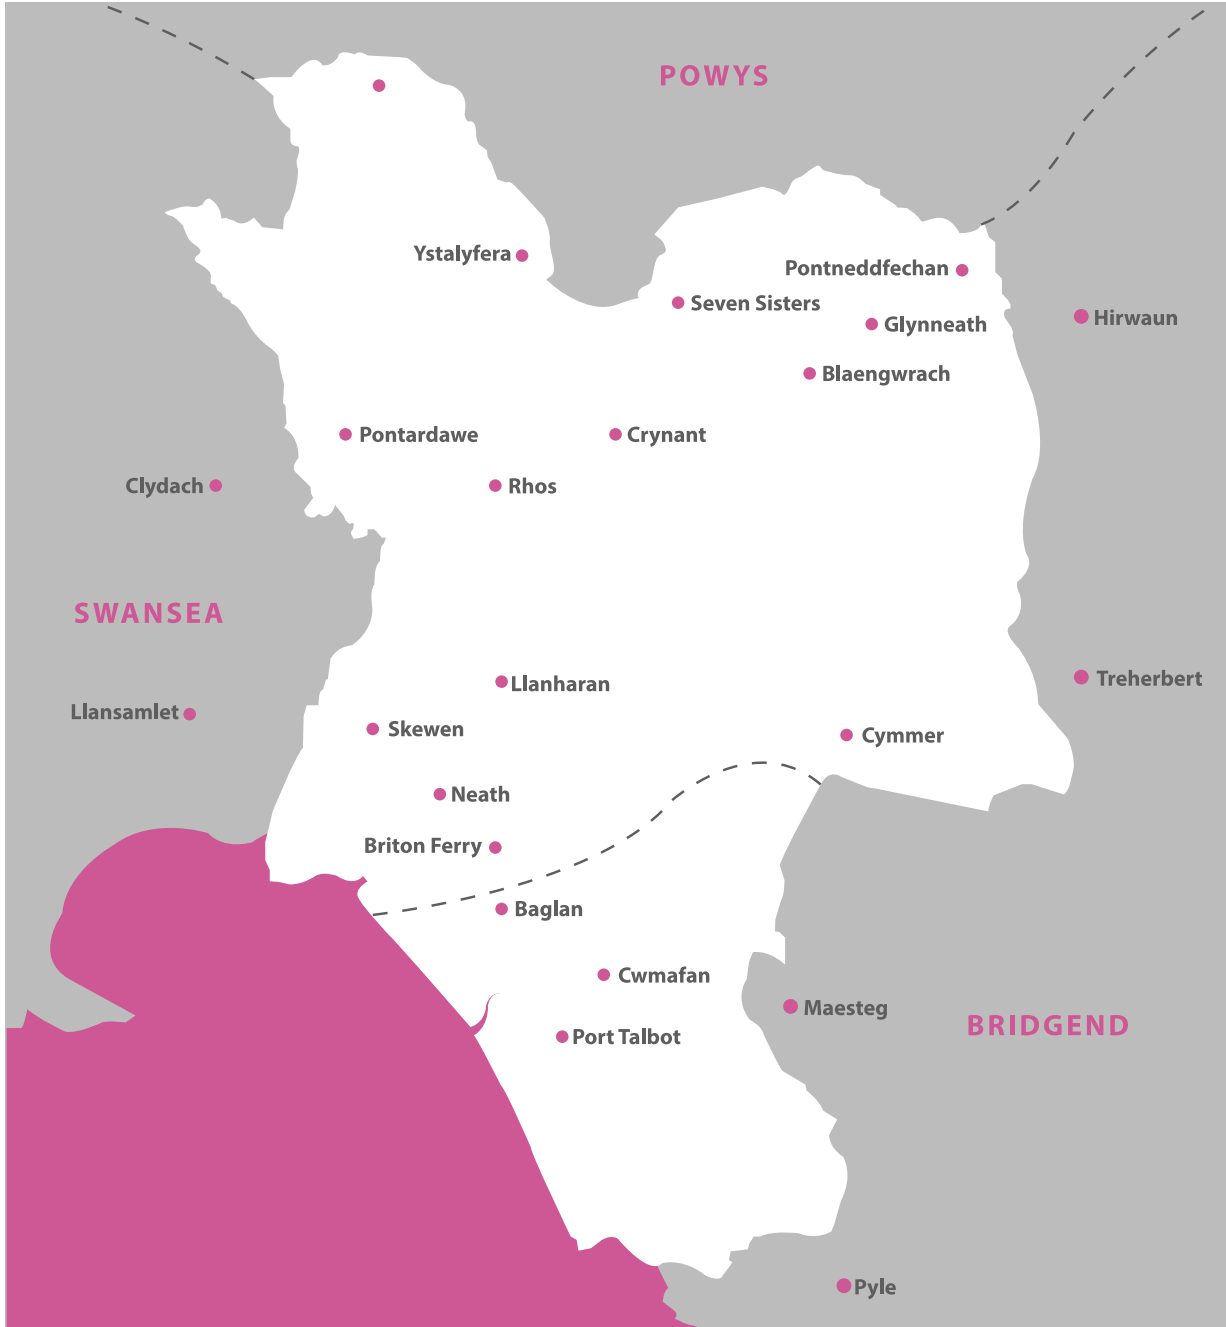 POWYS
Ystalyfera
Pontneddfechan
Seven Sisters
Hirwaun
Glynneath
Blaengwrach
Pontardawe
Crynant
Clydach
Rhos
SWANSEA
Treherbert
Llanharan
Llansamlet
Skewen
Cymmer
Neath
Briton Ferry
Baglan
Cwmafan
Maesteg
BRIDGEND
Port Talbot
Pyle